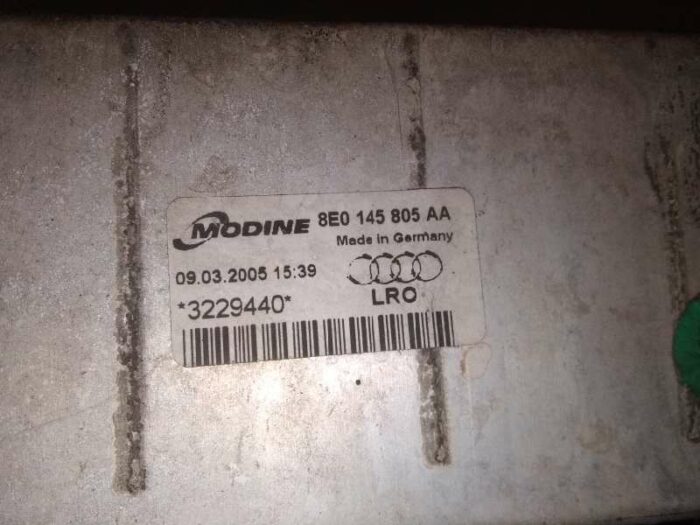 MODINE 8E0 145 805 AA
Made in Germany
09.03.2005 15:39
*3229440* LRO